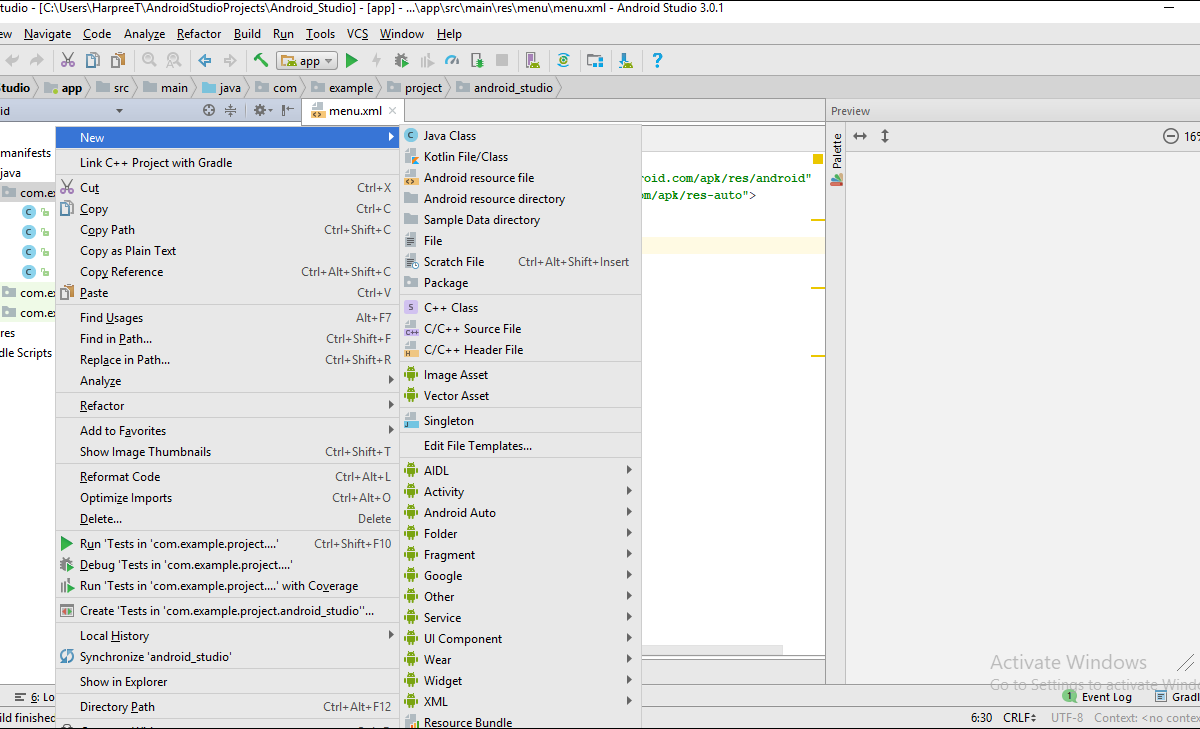 tudio - [C:\Users\HarpreeT\AndroidStudioProjects\Android_Studio] - [app] - ...\app\src\main\res\menu\menu.xml - Android Studio 3.0.1
ew Navigate Code Analyze Refactor Build Run Tools VCS Window Help
app
tudio app src main java com example project android_studio
id menu.xml Preview
manifests
java
com.ex
com.ex
com.ex
res
dle Scripts
New
Link C++ Project with Gradle
Cut Ctrl+X
Copy Ctrl+C
Copy Path Ctrl+Shift+C
Copy as Plain Text
Copy Reference Ctrl+Alt+Shift+C
Paste Ctrl+V
Find Usages Alt+F7
Find in Path... Ctrl+Shift+F
Replace in Path... Ctrl+Shift+R
Analyze
Refactor
Add to Favorites
Show Image Thumbnails Ctrl+Shift+T
Reformat Code Ctrl+Alt+L
Optimize Imports Ctrl+Alt+O
Delete... Delete
Run 'Tests in 'com.example.project....' Ctrl+Shift+F10
Debug 'Tests in 'com.example.project....'
Run 'Tests in 'com.example.project....' with Coverage
Create 'Tests in 'com.example.project.android_studio''...
Local History
Synchronize 'android_studio'
Show in Explorer
Directory Path Ctrl+Alt+F12
Java Class
Kotlin File/Class
Android resource file
Android resource directory
Sample Data directory
File
Scratch File Ctrl+Alt+Shift+Insert
Package
C++ Class
C/C++ Source File
C/C++ Header File
Image Asset
Vector Asset
Singleton
Edit File Templates...
AIDL
Activity
Android Auto
Folder
Fragment
Google
Other
Service
UI Component
Wear
Widget
XML
Resource Bundle
roid.com/apk/res/android"
om/apk/res-auto">
Palette
16%
Activate Windows
Go to Settings to activate Windo
6: Lo
1 Event Log Gradl
ild finished 6:30 CRLF UTF-8 Context: <no contex